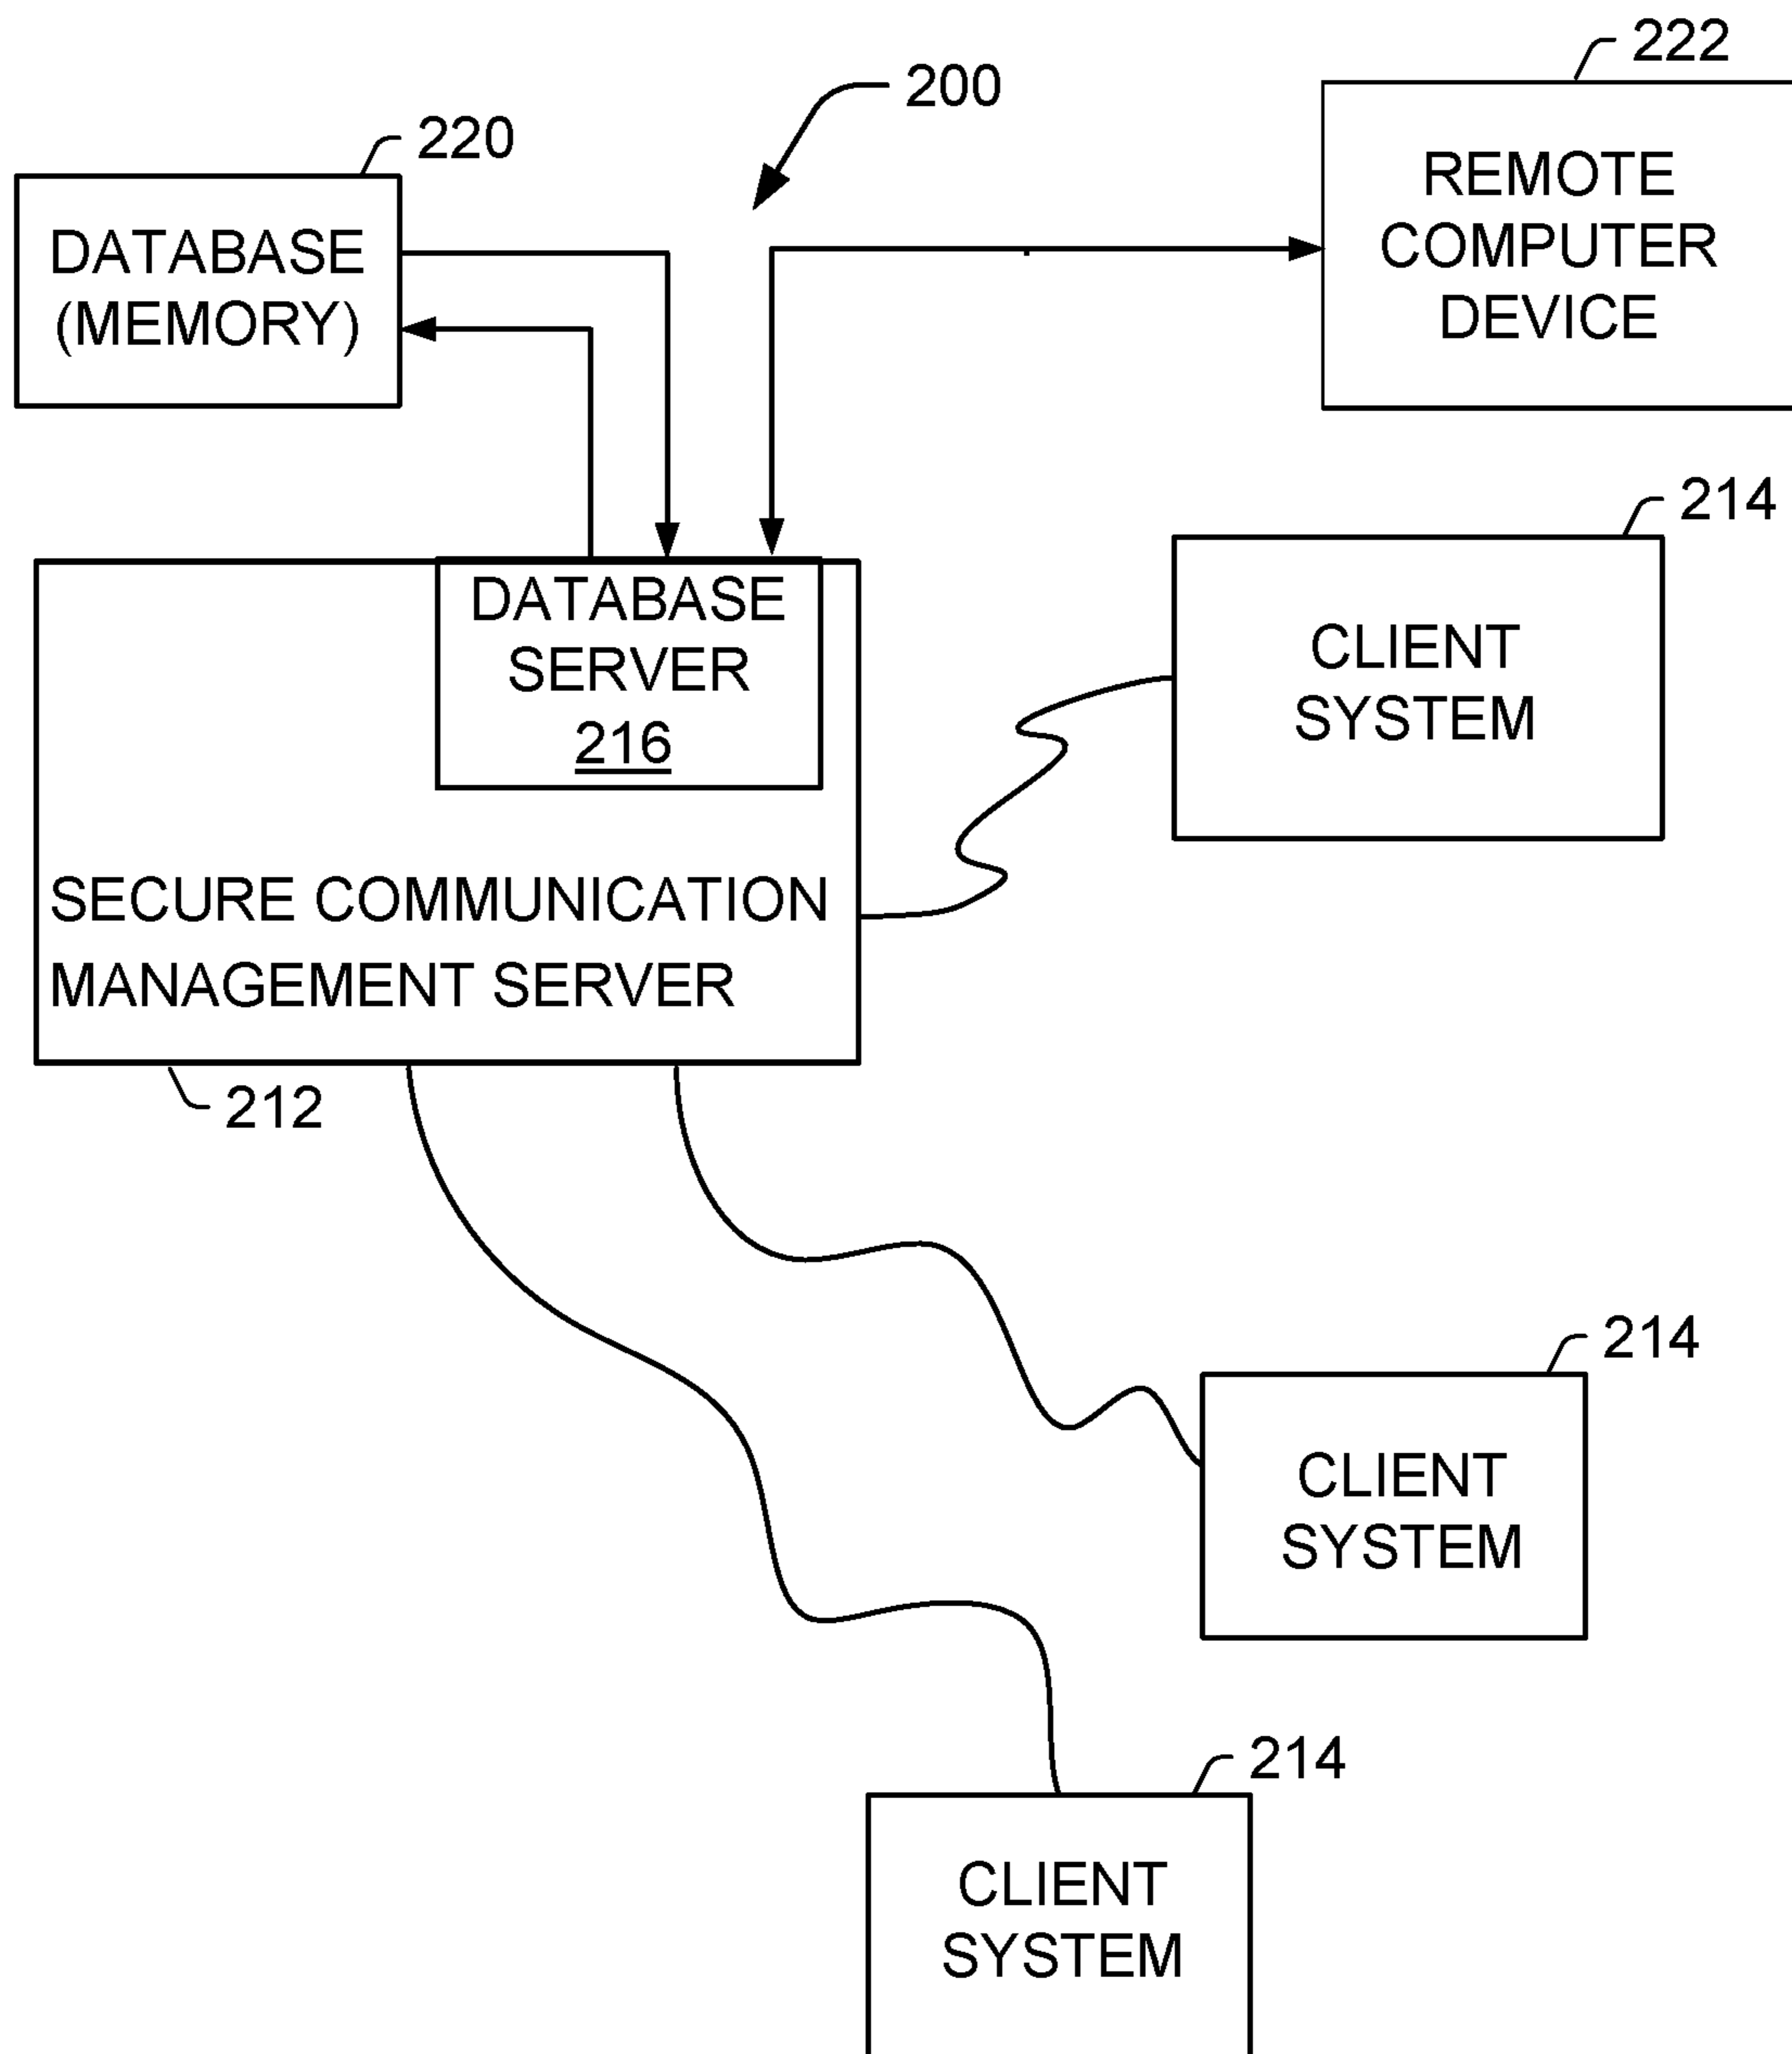 222
200
220
REMOTE
COMPUTER
DEVICE
DATABASE
(MEMORY)
214
DATABASE
SERVER
216
CLIENT
SYSTEM
SECURE COMMUNICATION
MANAGEMENT SERVER
212
214
CLIENT
SYSTEM
214
CLIENT
SYSTEM